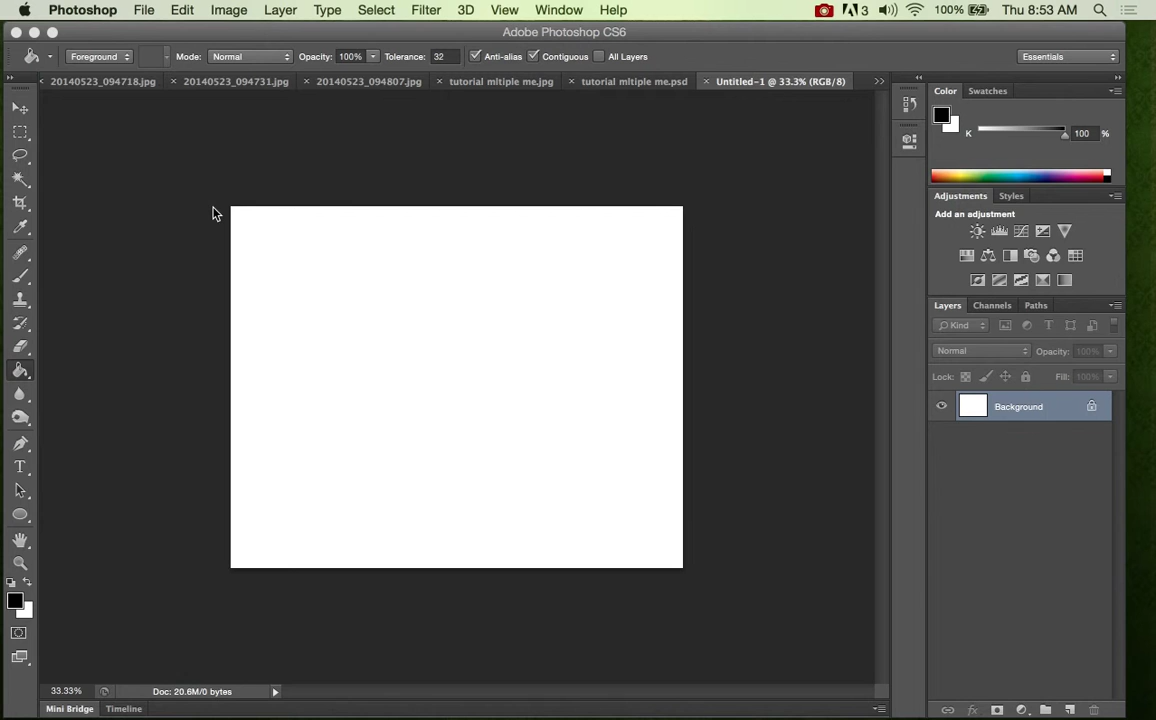 Photoshop File Edit Image Layer Type Select Filter 3D View Window Help 3 100% Thu 8:53 AM
Adobe Photoshop CS6
Foreground Mode: Normal Opacity: 100% Tolerance: 32 Anti-alias Contiguous All Layers Essentials
20140523_094718.jpg × 20140523_094731.jpg × 20140523_094807.jpg × tutorial mltiple me.jpg × tutorial mltiple me.psd × Untitled-1 @ 33.3% (RGB/8) »
Color Swatches
K 100 %
Adjustments Styles
Add an adjustment
Layers Channels Paths
Kind
Normal Opacity: 100%
Lock: Fill: 100%
Background
33.33% Doc: 20.6M/0 bytes
Mini Bridge Timeline